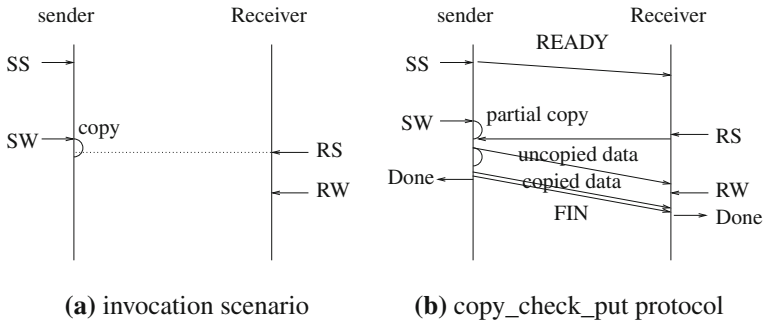 sender Receiver
SS
copy
SW
RS
RW
(a) invocation scenario
sender Receiver
READY
SS
SW
partial copy
RS
uncopied data
Done
copied data
RW
FIN
Done
(b) copy_check_put protocol